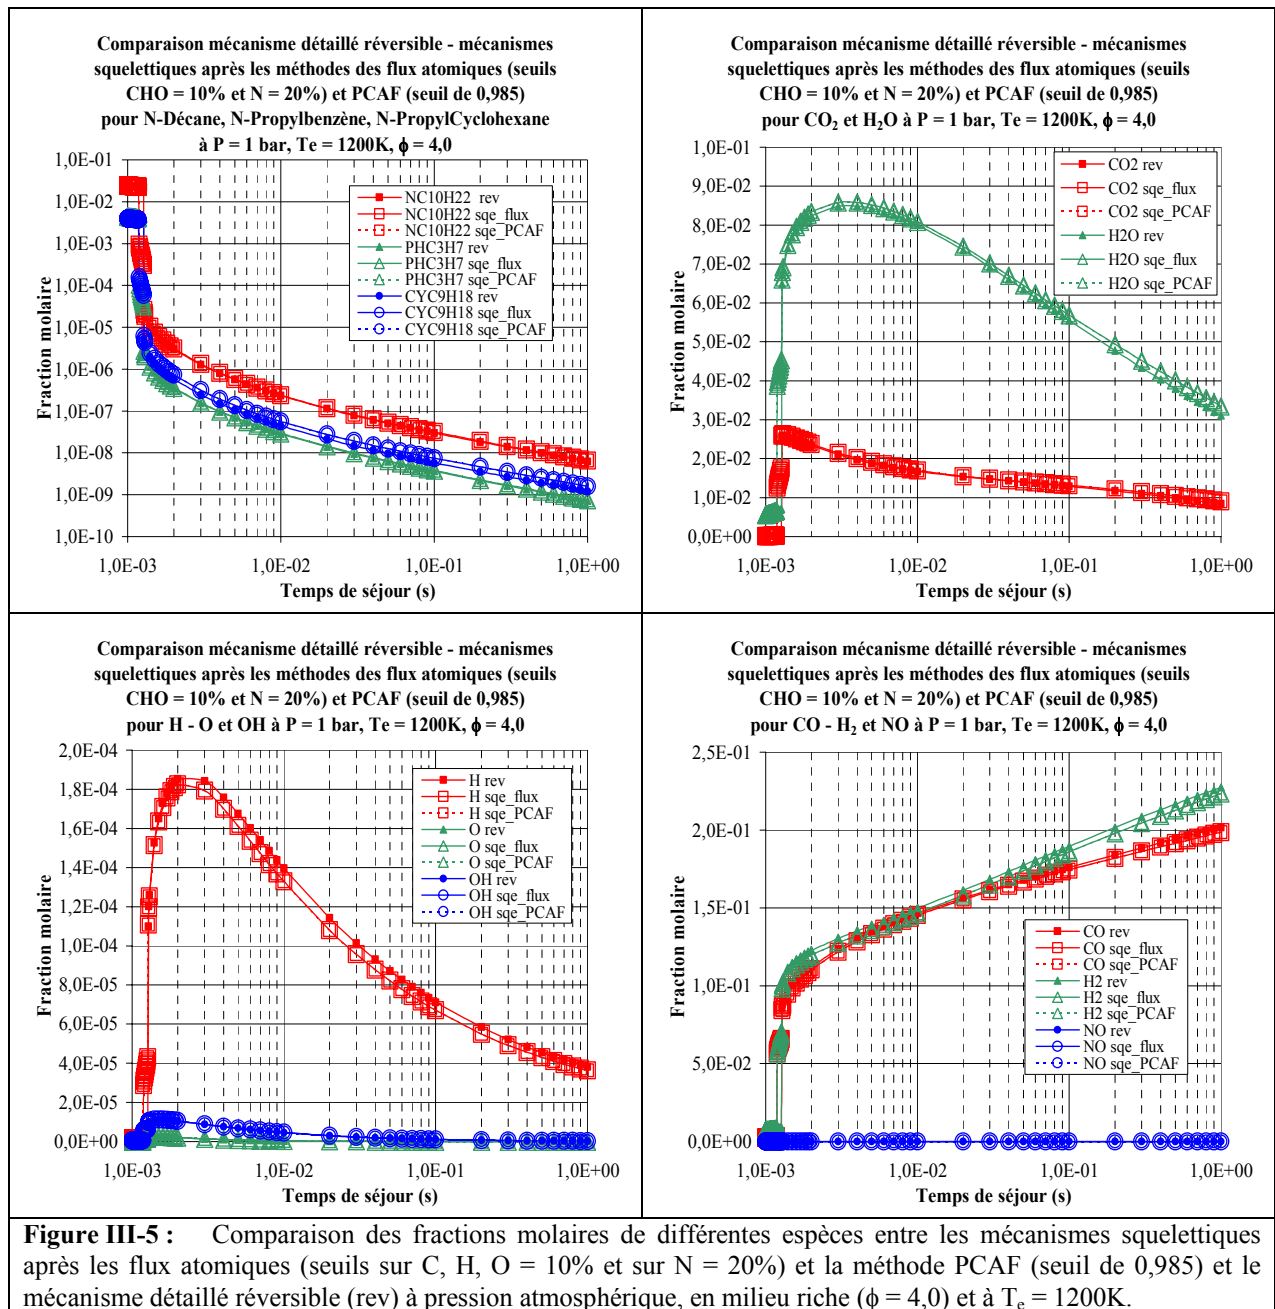 Comparaison mécanisme détaillé réversible - mécanismes
squelettiques après les méthodes des flux atomiques (seuils
CHO = 10% et N = 20%) et PCAF (seuil de 0,985)
pour N-Décane, N-Propylbenzène, N-PropylCyclohexane
à P = 1 bar, Te = 1200K, ϕ = 4,0
Fraction molaire
1,0E-01
1,0E-02
1,0E-03
1,0E-04
1,0E-05
1,0E-06
1,0E-07
1,0E-08
1,0E-09
1,0E-10
NC10H22 rev
NC10H22 sqe_flux
NC10H22 sqe_PCAF
PHC3H7 rev
PHC3H7 sqe_flux
PHC3H7 sqe_PCAF
CYC9H18 rev
CYC9H18 sqe_flux
CYC9H18 sqe_PCAF
1,0E-03 1,0E-02 1,0E-01 1,0E+00
Temps de séjour (s)
Comparaison mécanisme détaillé réversible - mécanismes
squelettiques après les méthodes des flux atomiques (seuils
CHO = 10% et N = 20%) et PCAF (seuil de 0,985)
pour CO₂ et H₂O à P = 1 bar, Te = 1200K, ϕ = 4,0
Fraction molaire
1,0E-01
9,0E-02
8,0E-02
7,0E-02
6,0E-02
5,0E-02
4,0E-02
3,0E-02
2,0E-02
1,0E-02
0,0E+00
CO2 rev
CO2 sqe_flux
CO2 sqe_PCAF
H2O rev
H2O sqe_flux
H2O sqe_PCAF
1,0E-03 1,0E-02 1,0E-01 1,0E+00
Temps de séjour (s)
Comparaison mécanisme détaillé réversible - mécanismes
squelettiques après les méthodes des flux atomiques (seuils
CHO = 10% et N = 20%) et PCAF (seuil de 0,985)
pour H - O et OH à P = 1 bar, Te = 1200K, ϕ = 4,0
Fraction molaire
2,0E-04
1,8E-04
1,6E-04
1,4E-04
1,2E-04
1,0E-04
8,0E-05
6,0E-05
4,0E-05
2,0E-05
0,0E+00
H rev
H sqe_flux
H sqe_PCAF
O rev
O sqe_flux
O sqe_PCAF
OH rev
OH sqe_flux
OH sqe_PCAF
1,0E-03 1,0E-02 1,0E-01 1,0E+00
Temps de séjour (s)
Comparaison mécanisme détaillé réversible - mécanismes
squelettiques après les méthodes des flux atomiques (seuils
CHO = 10% et N = 20%) et PCAF (seuil de 0,985)
pour CO - H₂ et NO à P = 1 bar, Te = 1200K, ϕ = 4,0
Fraction molaire
2,5E-01
2,0E-01
1,5E-01
1,0E-01
5,0E-02
0,0E+00
CO rev
CO sqe_flux
CO sqe_PCAF
H2 rev
H2 sqe_flux
H2 sqe_PCAF
NO rev
NO sqe_flux
NO sqe_PCAF
1,0E-03 1,0E-02 1,0E-01 1,0E+00
Temps de séjour (s)
Figure III-5 : Comparaison des fractions molaires de différentes espèces entre les mécanismes squelettiques
après les flux atomiques (seuils sur C, H, O = 10% et sur N = 20%) et la méthode PCAF (seuil de 0,985) et le
mécanisme détaillé réversible (rev) à pression atmosphérique, en milieu riche (ϕ = 4,0) et à Tₑ = 1200K.